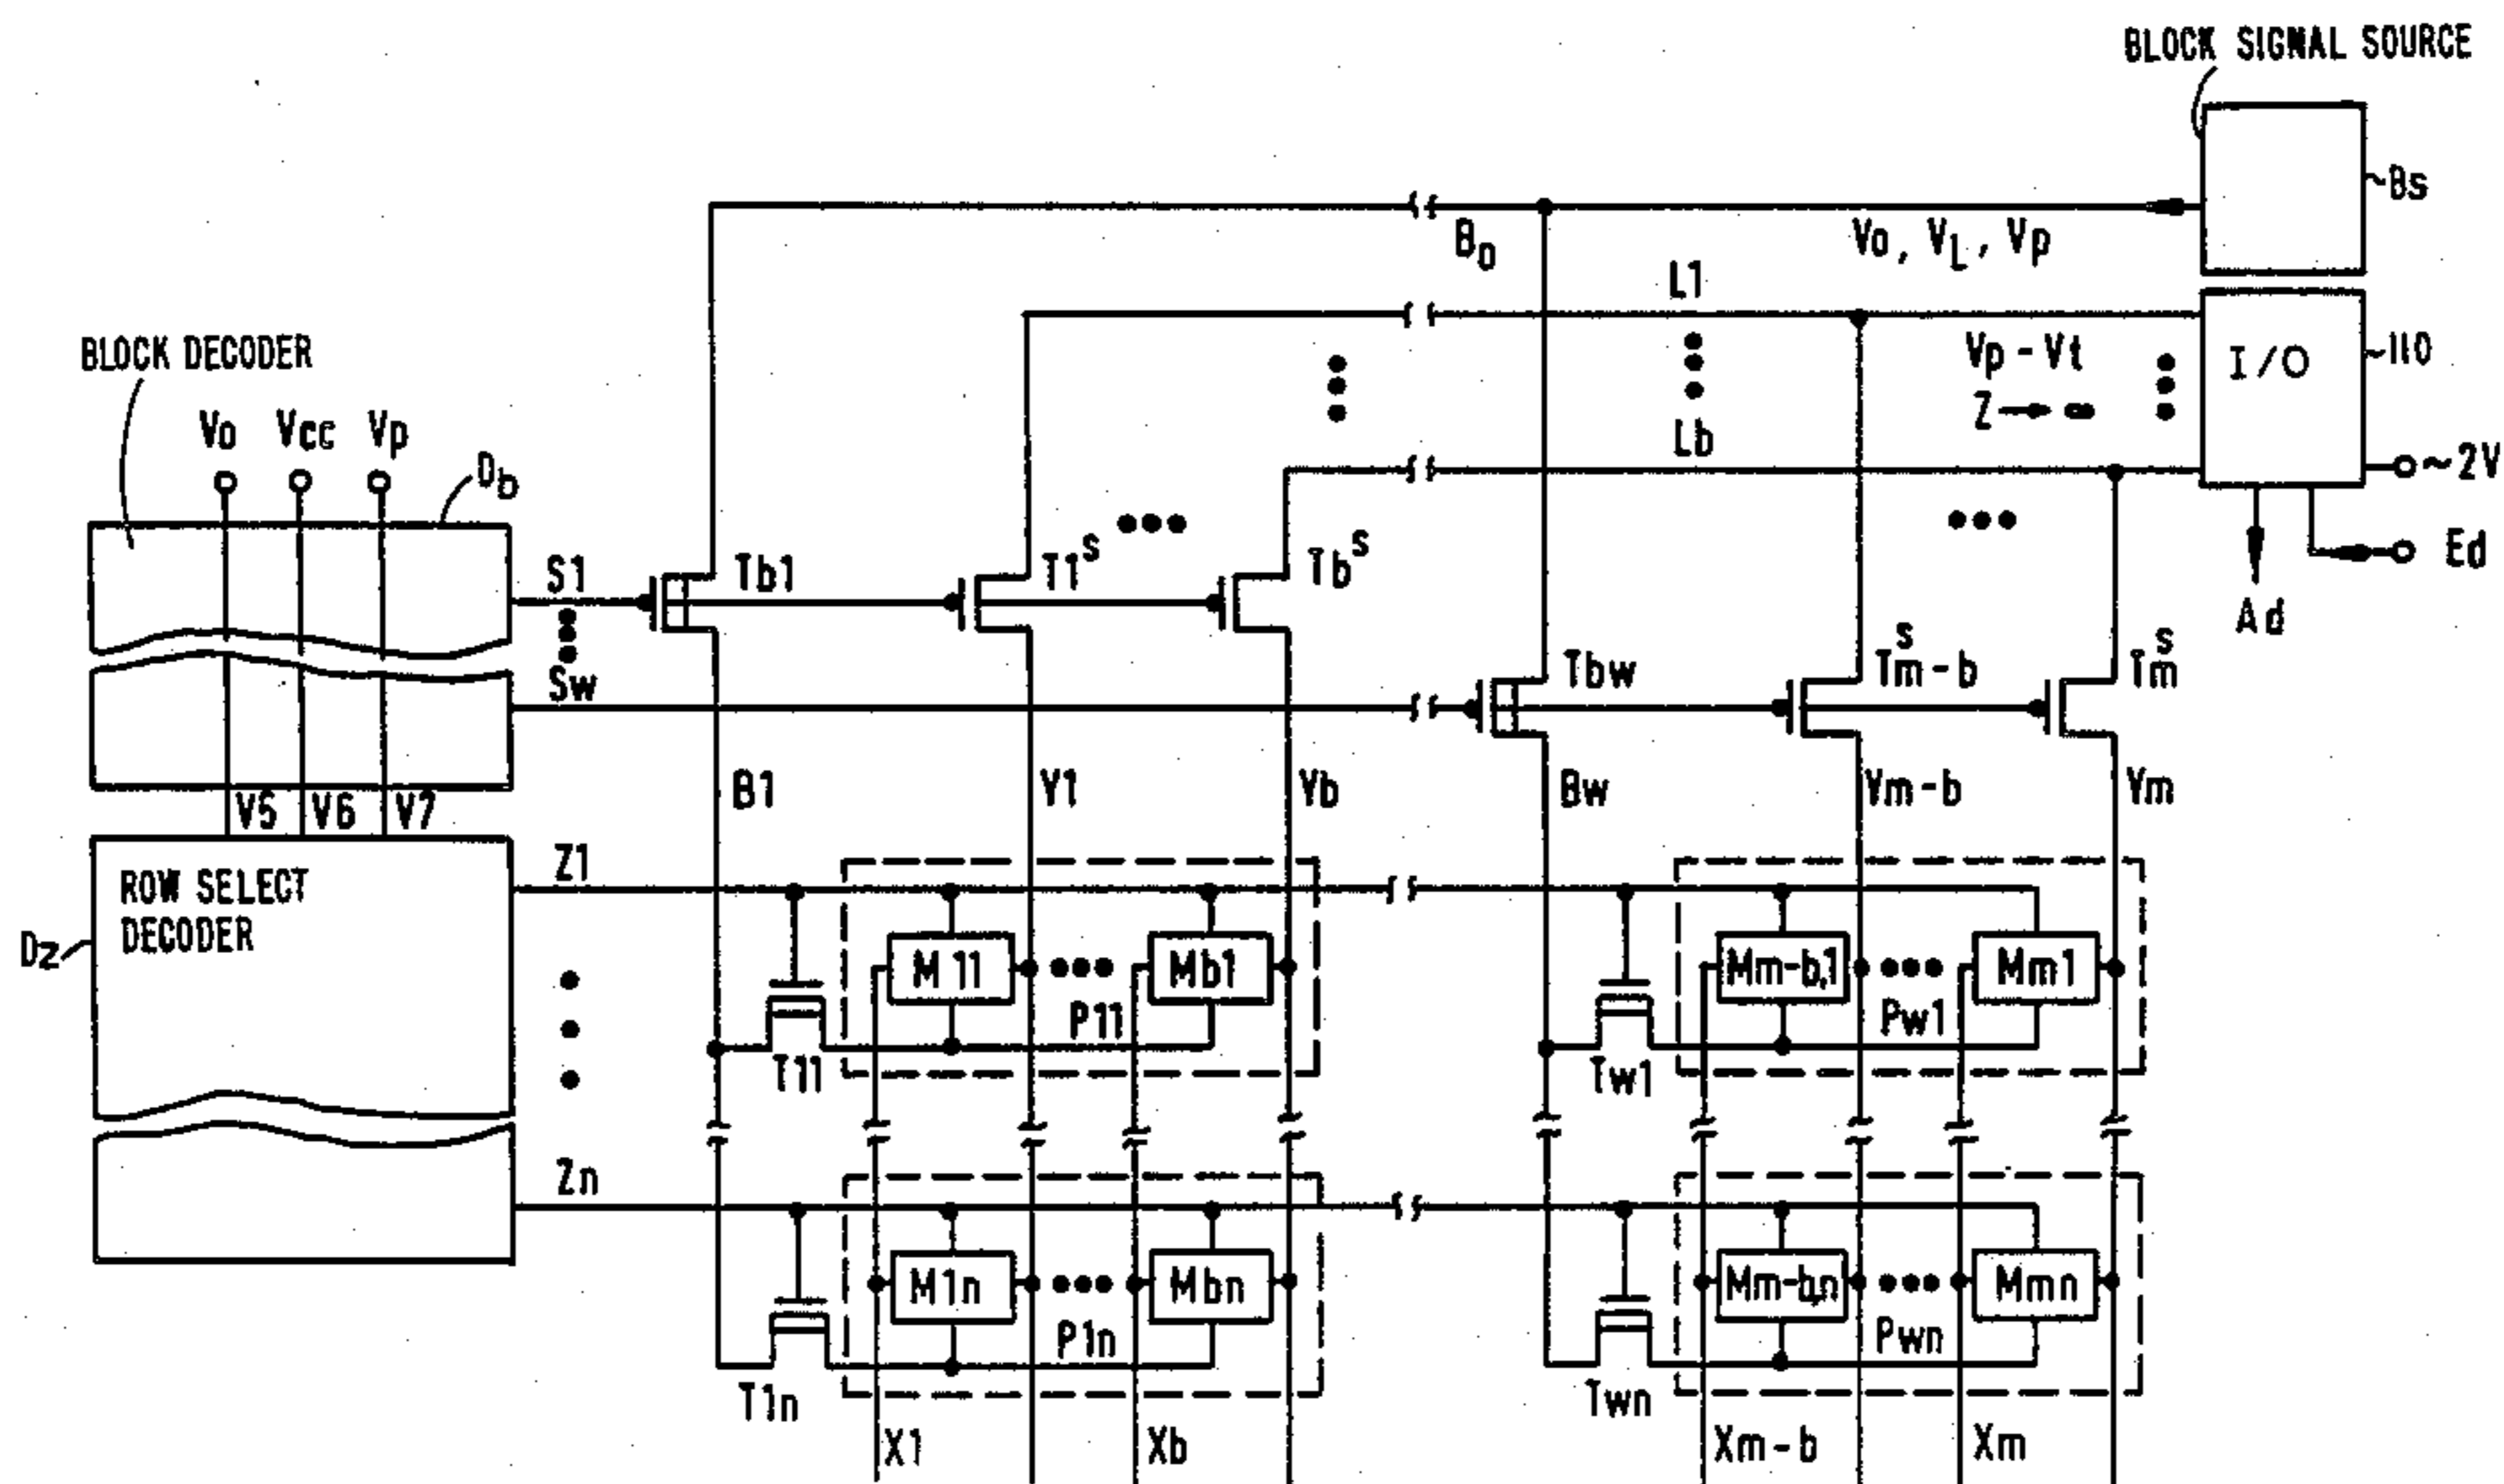 BLOCK SIGNAL SOURCE
Bs
Bo
Vo, VL, Vp
L1
BLOCK DECODER
Vp - Vt
I/O
110
Z
Vo Vcc Vp
Lb
Db
~2V
S1
Tb1
T1s
Tbs
Ed
Ad
Sw
Tbw
Tm-bs
Tms
V5 V6 V7
B1
Y1
Yb
Bw
Ym-b
Ym
Z1
ROW SELECT
DECODER
Dz
M11
Mb1
Mm-b,1
Mm1
P11
Pw1
T11
Tw1
Zn
M1n
Mbn
Mm-b,n
Mmn
P1n
Pwn
T1n
Twn
X1
Xb
Xm-b
Xm